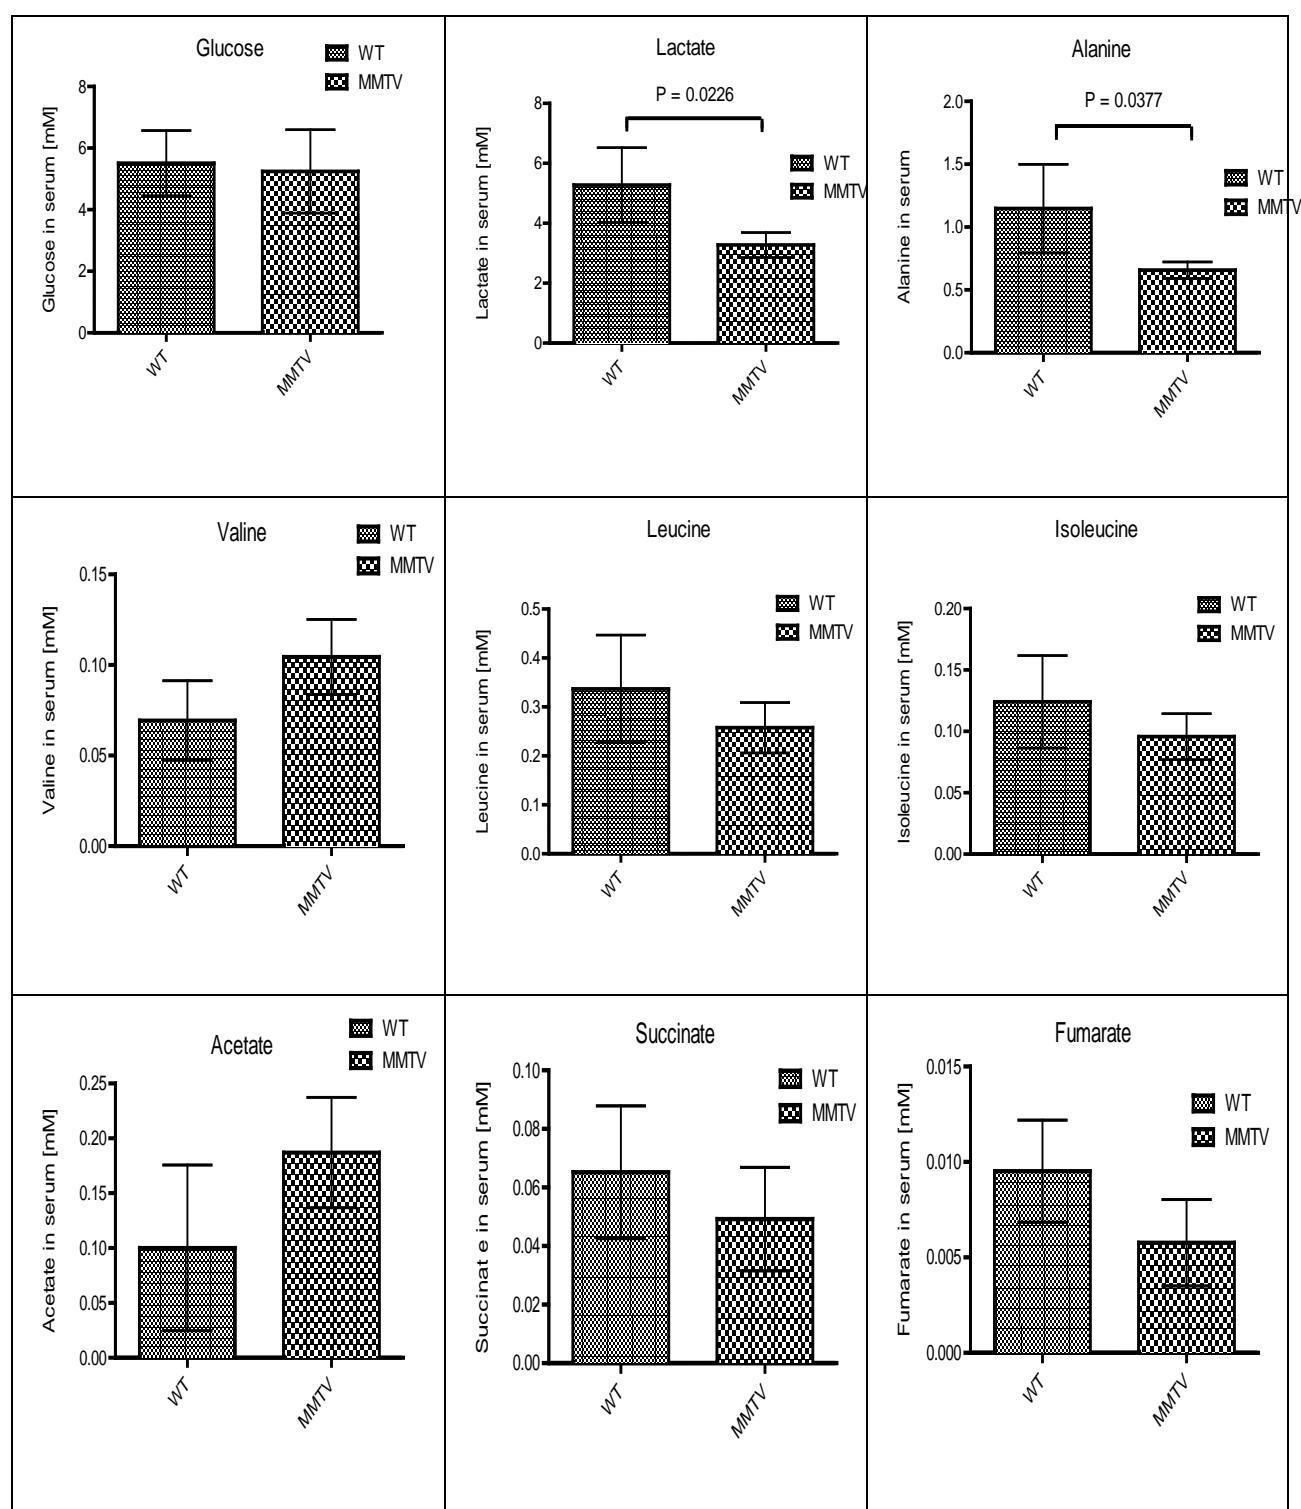 Glucose
WT
MMTV
Glucose in serum [mM]
8
6
4
2
0
WT
MMTV
Lactate
P = 0.0226
WT
MMTV
Lactate in serum [mM]
8
6
4
2
0
WT
MMTV
Alanine
P = 0.0377
WT
MMTV
Alanine in serum
2.0
1.5
1.0
0.5
0.0
WT
MMTV
Valine
WT
MMTV
Valine in serum [mM]
0.15
0.10
0.05
0.00
WT
MMTV
Leucine
WT
MMTV
Leucine in serum [mM]
0.5
0.4
0.3
0.2
0.1
0.0
WT
MMTV
Isoleucine
WT
MMTV
Isoleucine in serum [mM]
0.20
0.15
0.10
0.05
0.00
WT
MMTV
Acetate
WT
MMTV
Acetate in serum [mM]
0.25
0.20
0.15
0.10
0.05
0.00
WT
MMTV
Succinate
WT
MMTV
Succinat e in serum [mM]
0.10
0.08
0.06
0.04
0.02
0.00
WT
MMTV
Fumarate
WT
MMTV
Fumarate in serum [mM]
0.015
0.010
0.005
0.000
WT
MMTV